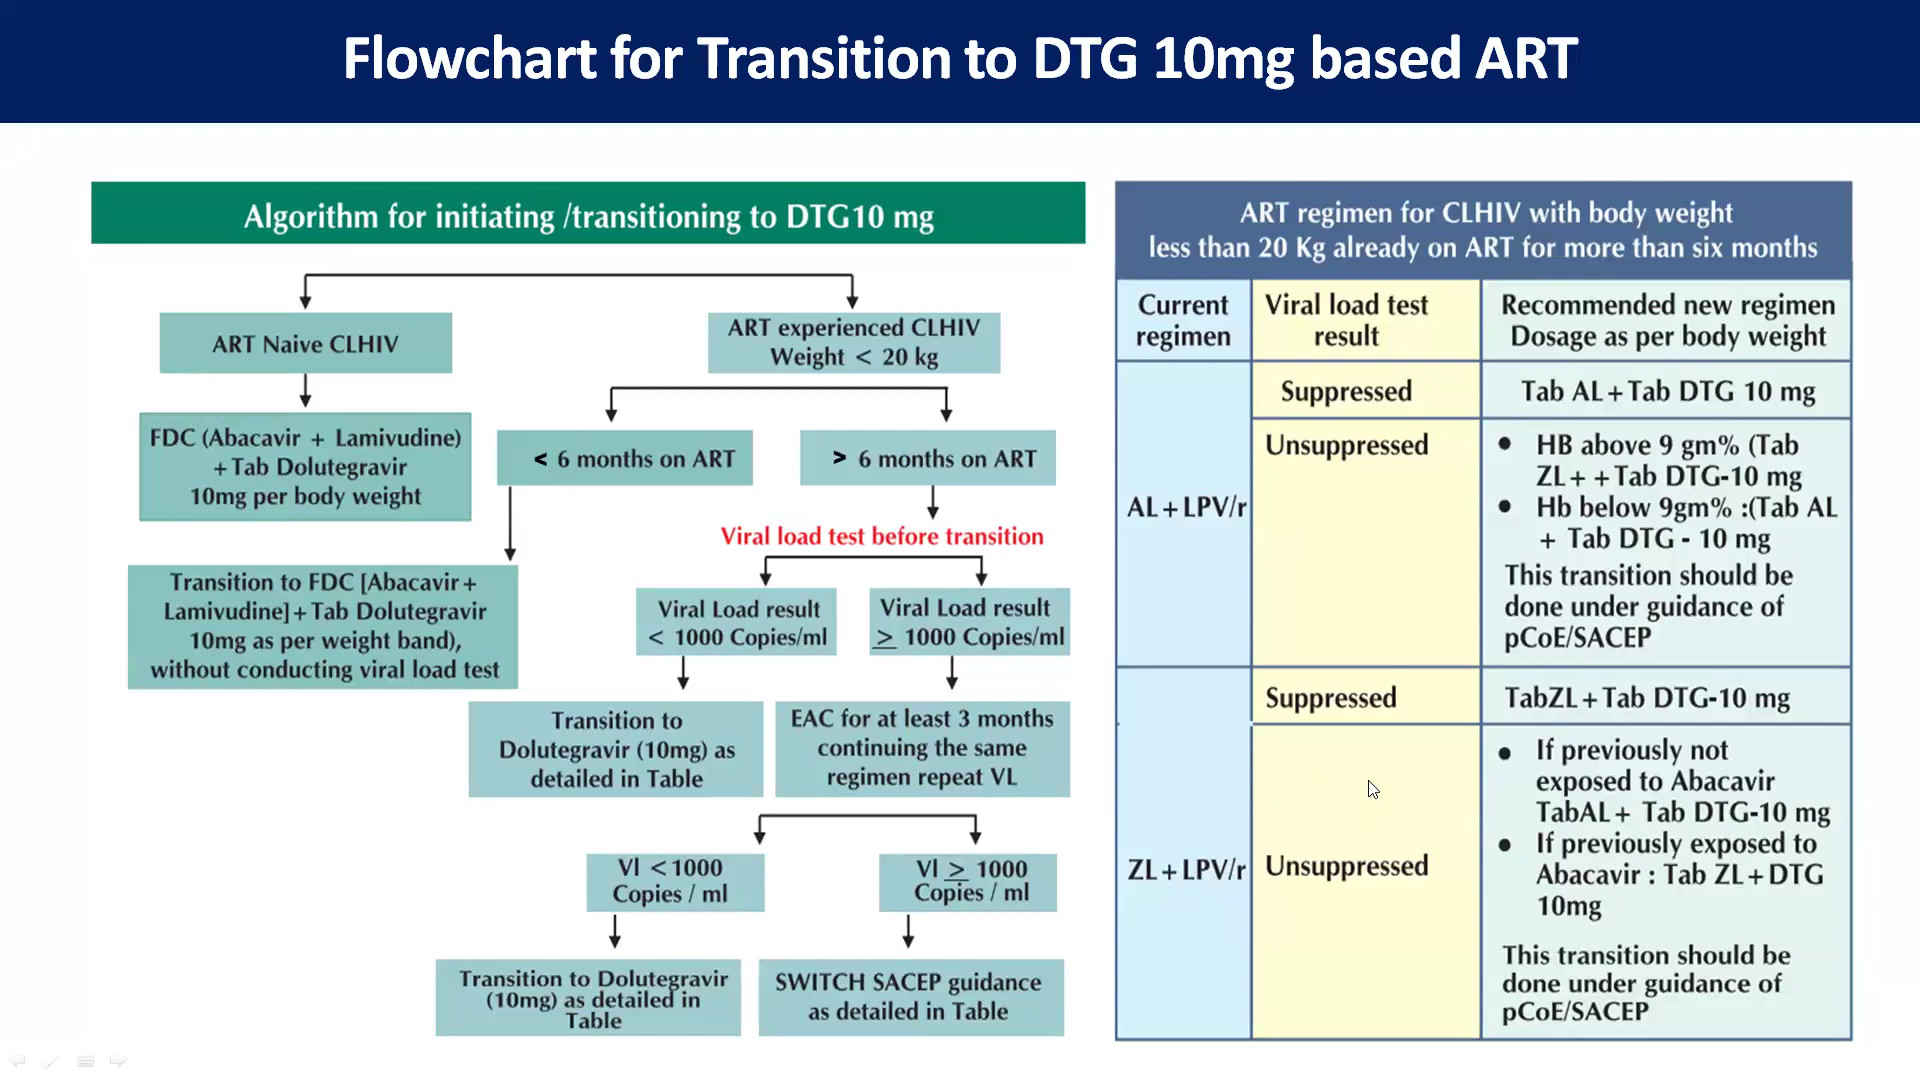 Flowchart for Transition to DTG 10mg based ART
Algorithm for initiating /transitioning to DTG10 mg
ART Naive CLHIV
ART experienced CLHIV
Weight < 20 kg
FDC (Abacavir + Lamivudine)
+ Tab Dolutegravir
10mg per body weight
< 6 months on ART
> 6 months on ART
Viral load test before transition
Transition to FDC [Abacavir+
Lamivudine] + Tab Dolutegravir
10mg as per weight band),
without conducting viral load test
Viral Load result
< 1000 Copies/ml
Viral Load result
≥ 1000 Copies/ml
Transition to
Dolutegravir (10mg) as
detailed in Table
EAC for at least 3 months
continuing the same
regimen repeat VL
Vl < 1000
Copies / ml
Vl ≥ 1000
Copies / ml
Transition to Dolutegravir
(10mg) as detailed in
Table
SWITCH SACEP guidance
as detailed in Table
ART regimen for CLHIV with body weight
less than 20 Kg already on ART for more than six months
Current
regimen
Viral load test
result
Recommended new regimen
Dosage as per body weight
AL + LPV/r
Suppressed
Tab AL + Tab DTG 10 mg
Unsuppressed
• HB above 9 gm% (Tab
ZL+ +Tab DTG-10 mg
• Hb below 9gm% :(Tab AL
+ Tab DTG - 10 mg
This transition should be
done under guidance of
pCoE/SACEP
ZL + LPV/r
Suppressed
TabZL + Tab DTG-10 mg
Unsuppressed
• If previously not
exposed to Abacavir
TabAL+ Tab DTG-10 mg
• If previously exposed to
Abacavir : Tab ZL + DTG
10mg
This transition should be
done under guidance of
pCoE/SACEP